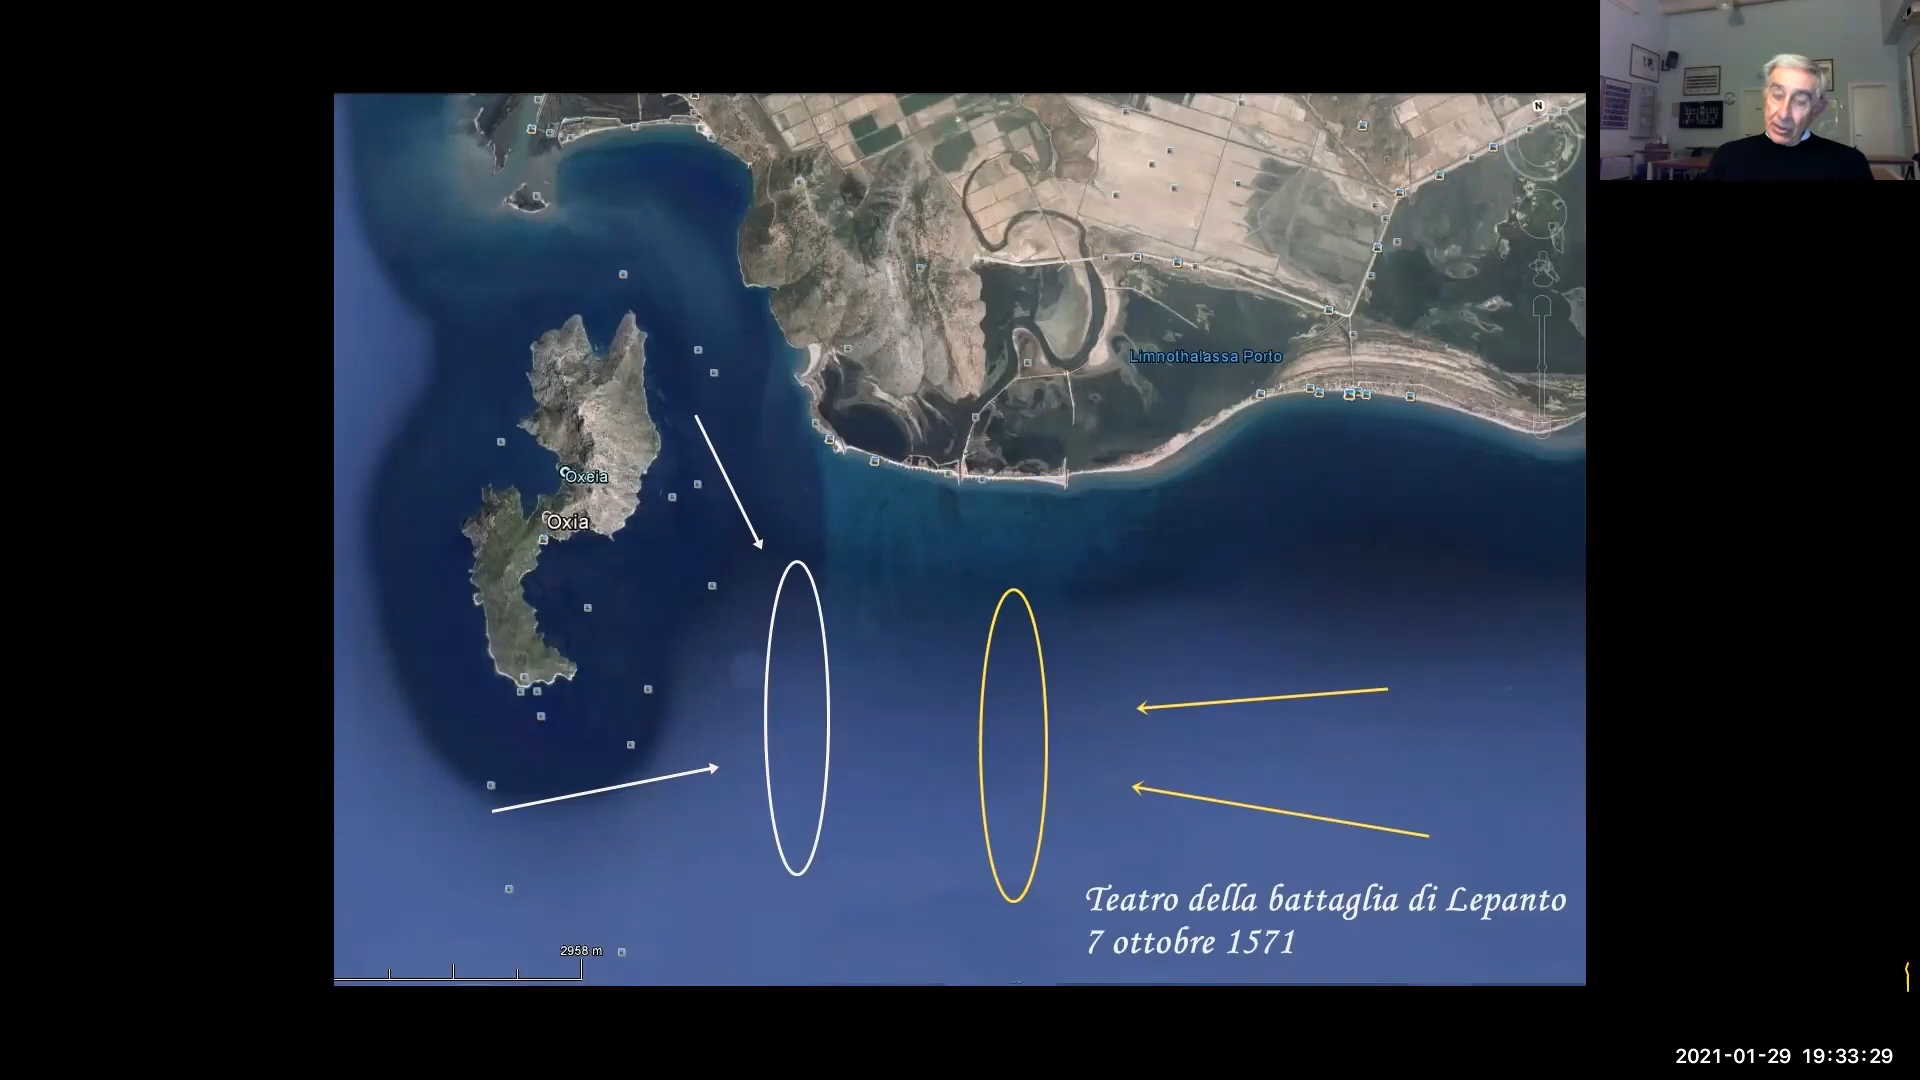 N
Limnothalassa Porto
Oxeia
Oxia
Teatro della battaglia di Lepanto
7 ottobre 1571
2958 m
2021-01-29 19:33:29